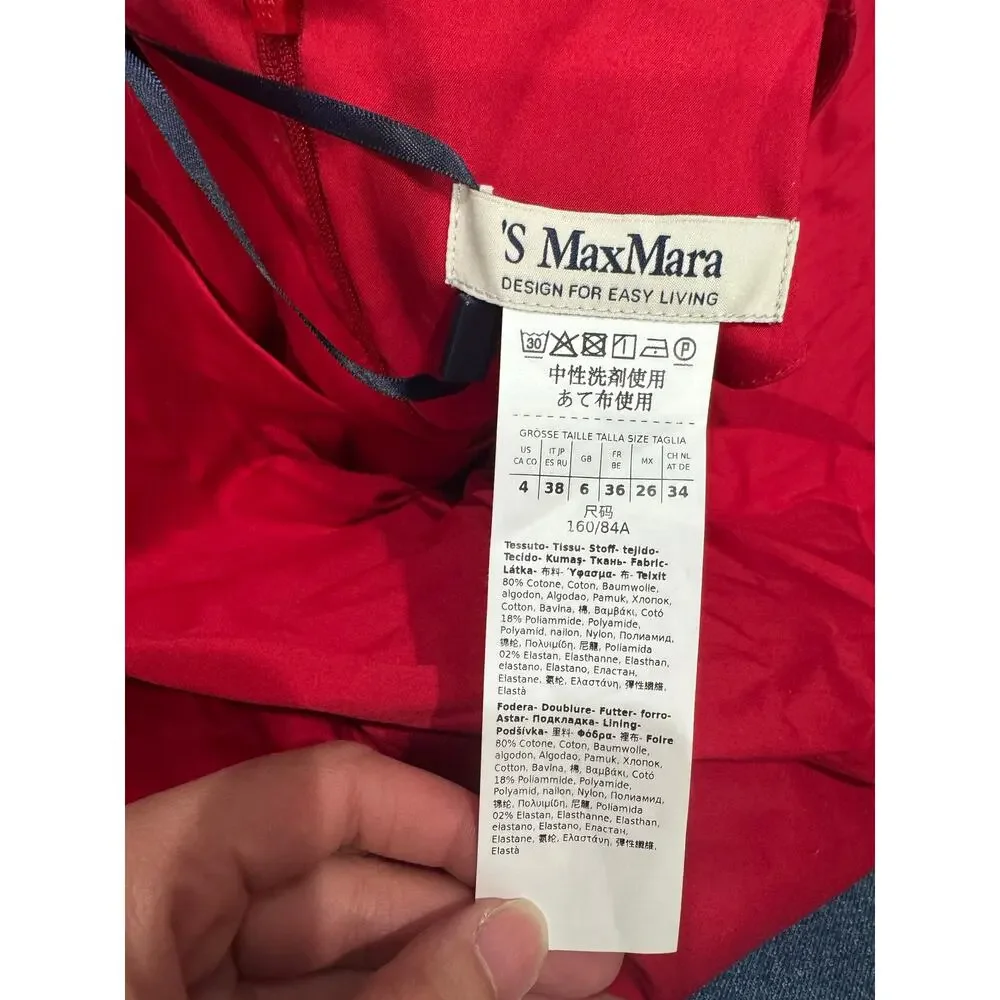 'S MaxMara
DESIGN FOR EASY LIVING
30 P
中性洗剤使用
あて布使用
GRÖSSE TAILLE TALLA SIZE TAGLIA
US CA CO IT JP ES RU GB FR BE MX CH NL AT DE
4 38 6 36 26 34
尺码
160/84A
Tessuto- Tissu- Stoff- tejido-
Tecido- Kumaş- Ткань- Fabric-
Látka- 布料- Ύφασμα- 布- Teixit
80% Cotone, Coton, Baumwolle,
algodon, Algodao, Pamuk, Хлопок,
Cotton, Bavlna, 棉, Βαμβάκι, Cotó
18% Poliammide, Polyamide,
Polyamid, nailon, Nylon, Полиамид,
锦纶, Πολυιμίδη, 尼龍, Poliamida
02% Elastan, Elasthanne, Elasthan,
elastano, Elastano, Еластан,
Elastane, 氨纶, Ελαστάνη, 彈性纖維,
Elastà
Fodera- Doublure- Futter- forro-
Astar- Подкладка- Lining-
Podšívka- 里料- Φόδρα- 裡布- Folre
80% Cotone, Coton, Baumwolle,
algodon, Algodao, Pamuk, Хлопок,
Cotton, Bavlna, 棉, Βαμβάκι, Cotó
18% Poliammide, Polyamide,
Polyamid, nailon, Nylon, Полиамид,
锦纶, Πολυιμίδη, 尼龍, Poliamida
02% Elastan, Elasthanne, Elasthan,
elastano, Elastano, Еластан,
Elastane, 氨纶, Ελαστάνη, 彈性纖維,
Elastà